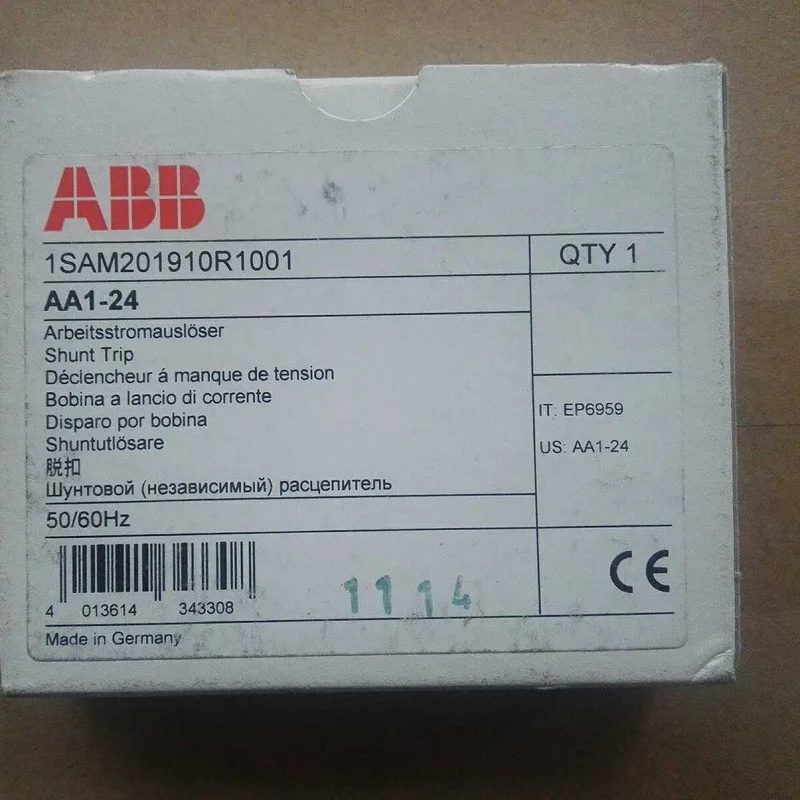 ABB
1SAM201910R1001
QTY 1
AA1-24
Arbeitsstromauslöser
Shunt Trip
Déclencheur á manque de tension
Bobina a lancio di corrente
Disparo por bobina
Shuntutlösare
脱扣
Шунтовой (независимый) расцепитель
IT: EP6959
US: AA1-24
50/60Hz
CE
4 013614 343308
1114
Made in Germany